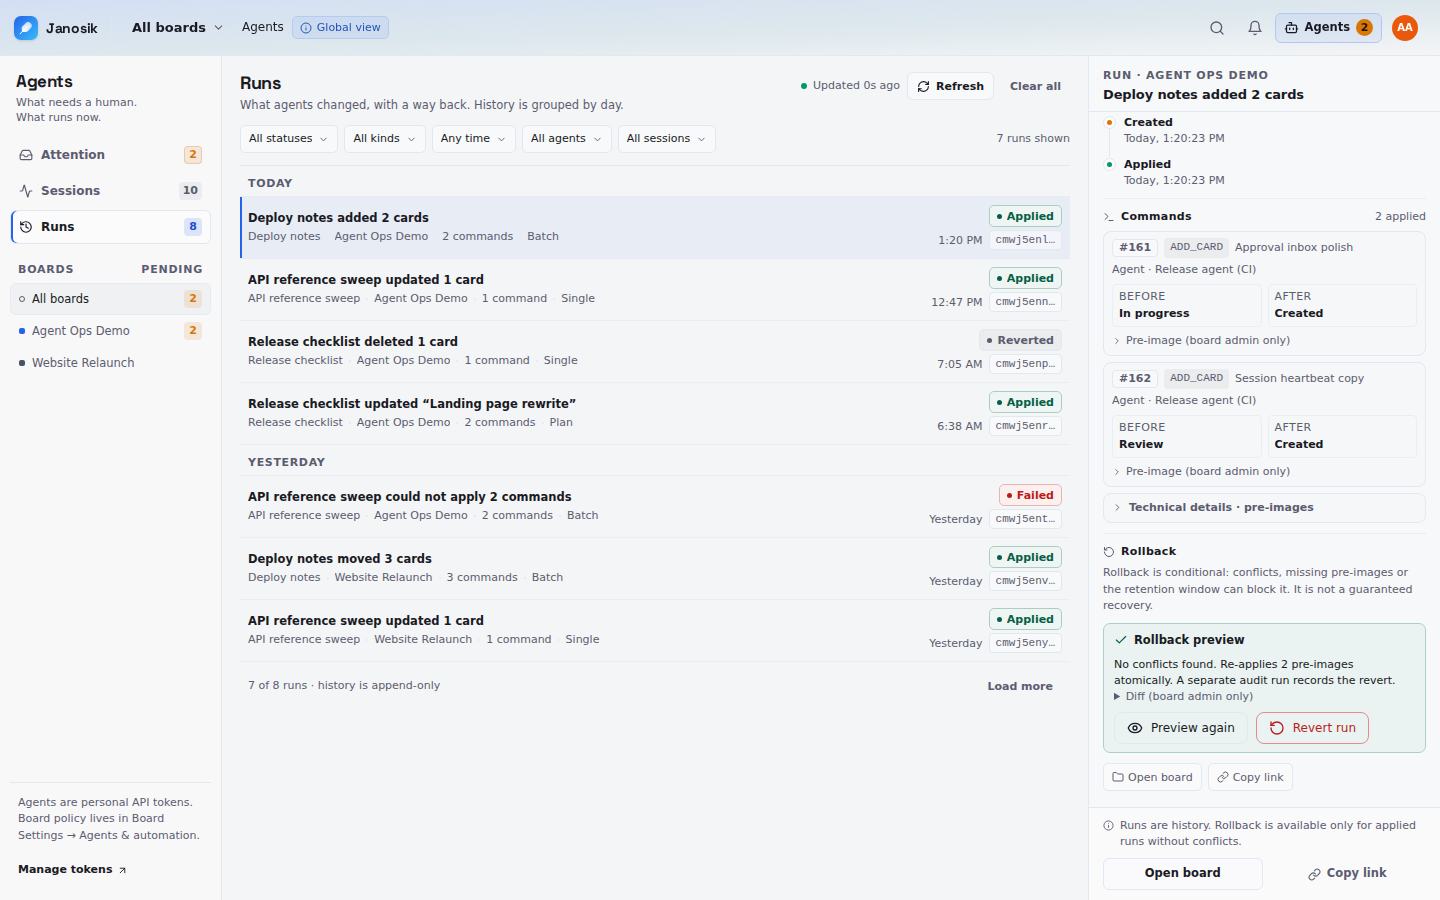 Janosik
All boards
Agents
Global view
Agents 2
AA
Agents
What needs a human.
What runs now.
Attention 2
Sessions 10
Runs 8
BOARDS PENDING
All boards 2
Agent Ops Demo 2
Website Relaunch
Agents are personal API tokens.
Board policy lives in Board
Settings → Agents & automation.
Manage tokens
Runs
What agents changed, with a way back. History is grouped by day.
Updated 0s ago
Refresh
Clear all
All statuses
All kinds
Any time
All agents
All sessions
7 runs shown
TODAY
Deploy notes added 2 cards
Applied
Deploy notes · Agent Ops Demo · 2 commands · Batch
1:20 PM cmwj5enl…
API reference sweep updated 1 card
Applied
API reference sweep · Agent Ops Demo · 1 command · Single
12:47 PM cmwj5enn…
Release checklist deleted 1 card
Reverted
Release checklist · Agent Ops Demo · 1 command · Single
7:05 AM cmwj5enp…
Release checklist updated “Landing page rewrite”
Applied
Release checklist · Agent Ops Demo · 2 commands · Plan
6:38 AM cmwj5enr…
YESTERDAY
API reference sweep could not apply 2 commands
Failed
API reference sweep · Agent Ops Demo · 2 commands · Batch
Yesterday cmwj5ent…
Deploy notes moved 3 cards
Applied
Deploy notes · Website Relaunch · 3 commands · Batch
Yesterday cmwj5env…
API reference sweep updated 1 card
Applied
API reference sweep · Website Relaunch · 1 command · Single
Yesterday cmwj5eny…
7 of 8 runs · history is append-only
Load more
RUN · AGENT OPS DEMO
Deploy notes added 2 cards
Created
Today, 1:20:23 PM
Applied
Today, 1:20:23 PM
Commands 2 applied
#161 ADD_CARD Approval inbox polish
Agent · Release agent (CI)
BEFORE AFTER
In progress Created
Pre-image (board admin only)
#162 ADD_CARD Session heartbeat copy
Agent · Release agent (CI)
BEFORE AFTER
Review Created
Pre-image (board admin only)
Technical details · pre-images
Rollback
Rollback is conditional: conflicts, missing pre-images or
the retention window can block it. It is not a guaranteed
recovery.
Rollback preview
No conflicts found. Re-applies 2 pre-images
atomically. A separate audit run records the revert.
Diff (board admin only)
Preview again
Revert run
Open board
Copy link
Runs are history. Rollback is available only for applied
runs without conflicts.
Open board
Copy link